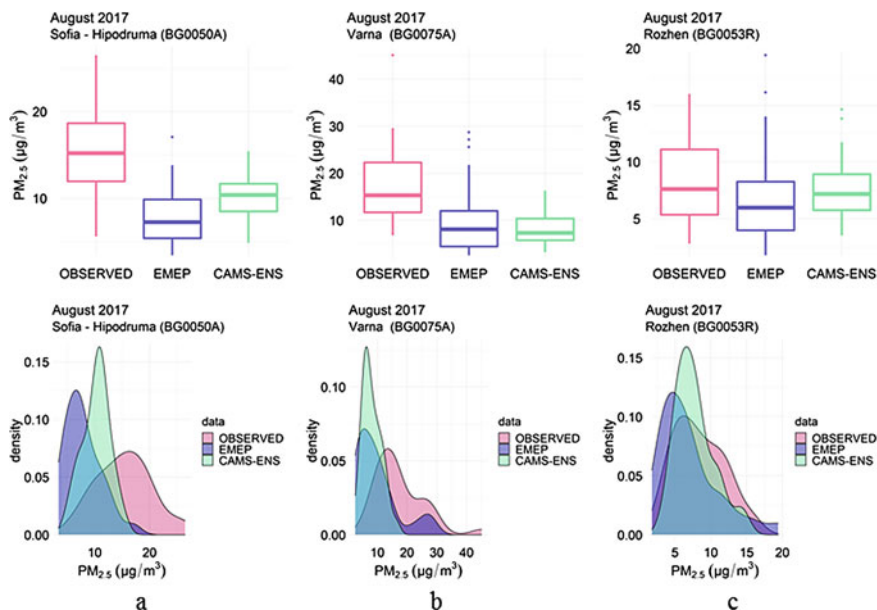 August 2017
Sofia - Hipodruma (BG0050A)
PM2.5 (µg/m3)
20
10
OBSERVED EMEP CAMS-ENS
August 2017
Varna (BG0075A)
PM2.5 (µg/m3)
40
30
20
10
OBSERVED EMEP CAMS-ENS
August 2017
Rozhen (BG0053R)
PM2.5 (µg/m3)
20
15
10
5
OBSERVED EMEP CAMS-ENS
August 2017
Sofia - Hipodruma (BG0050A)
density
0.15
0.10
0.05
0.00
10 20
PM2.5 (µg/m3)
data
OBSERVED
EMEP
CAMS-ENS
a
August 2017
Varna (BG0075A)
density
0.10
0.05
0.00
10 20 30 40
PM2.5 (µg/m3)
data
OBSERVED
EMEP
CAMS-ENS
b
August 2017
Rozhen (BG0053R)
density
0.15
0.10
0.05
0.00
5 10 15 20
PM2.5 (µg/m3)
data
OBSERVED
EMEP
CAMS-ENS
c